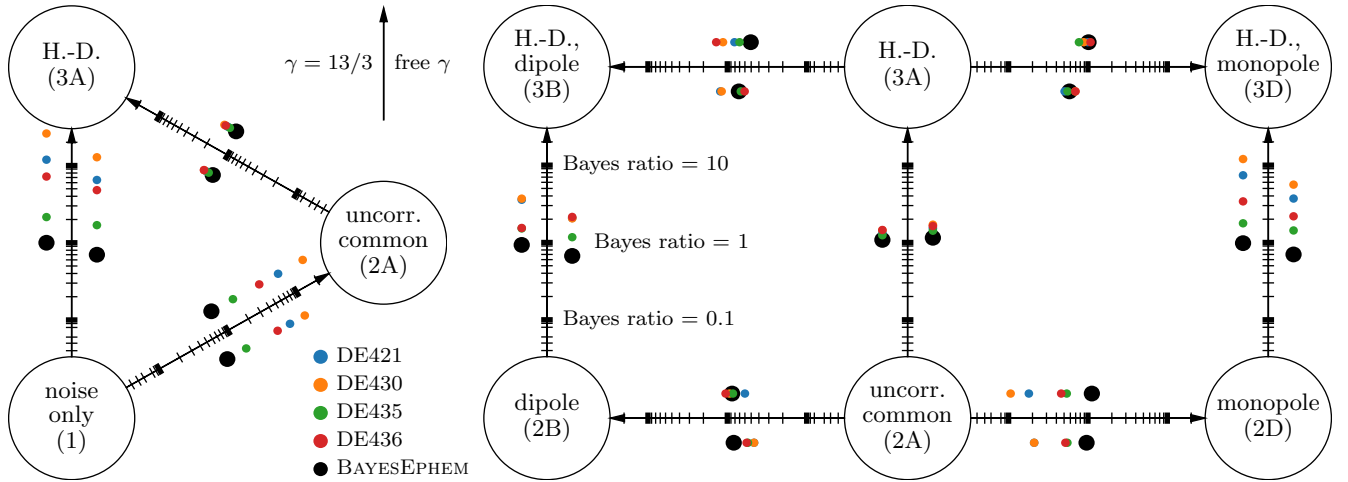 H.-D.
(3A)
γ = 13/3
free γ
uncorr.
common
(2A)
noise
only
(1)
DE421
DE430
DE435
DE436
BAYESEPHEM
H.-D.,
dipole
(3B)
H.-D.
(3A)
H.-D.,
monopole
(3D)
Bayes ratio = 10
Bayes ratio = 1
Bayes ratio = 0.1
dipole
(2B)
uncorr.
common
(2A)
monopole
(2D)